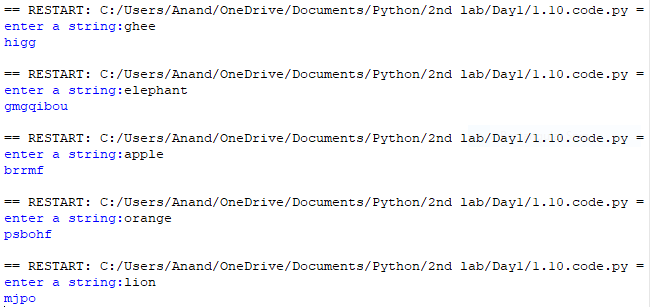 == RESTART: C:/Users/Anand/OneDrive/Documents/Python/2nd lab/Day1/1.10.code.py =
enter a string:ghee
higg
== RESTART: C:/Users/Anand/OneDrive/Documents/Python/2nd lab/Day1/1.10.code.py =
enter a string:elephant
gmgqibou
== RESTART: C:/Users/Anand/OneDrive/Documents/Python/2nd lab/Day1/1.10.code.py =
enter a string:apple
brrmf
== RESTART: C:/Users/Anand/OneDrive/Documents/Python/2nd lab/Day1/1.10.code.py =
enter a string:orange
psbohf
== RESTART: C:/Users/Anand/OneDrive/Documents/Python/2nd lab/Day1/1.10.code.py =
enter a string:lion
mjpo